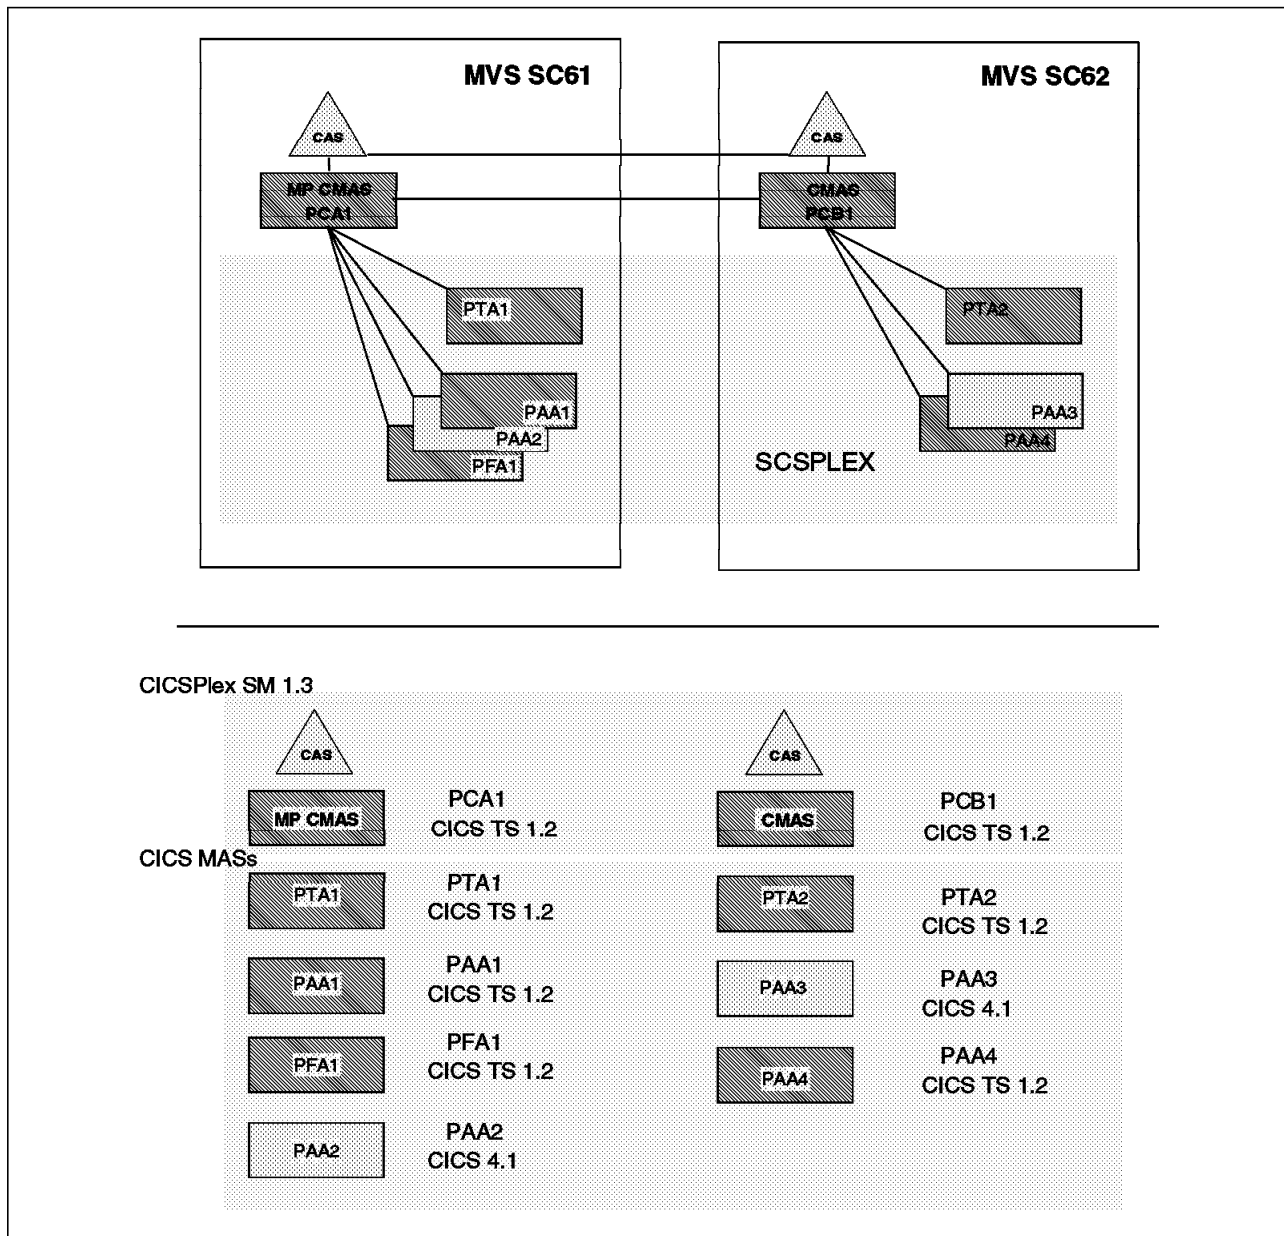 MVS SC61
CAS
MP CMAS
PCA1
PTA1
PAA1
PAA2
PFA1
MVS SC62
CAS
CMAS
PCB1
PTA2
PAA3
PAA4
SCSPLEX
CICSPlex SM 1.3
CAS
MP CMAS
PCA1
CICS TS 1.2
CAS
CMAS
PCB1
CICS TS 1.2
CICS MASs
PTA1
PTA1
CICS TS 1.2
PAA1
PAA1
CICS TS 1.2
PFA1
PFA1
CICS TS 1.2
PAA2
PAA2
CICS 4.1
PTA2
PTA2
CICS TS 1.2
PAA3
PAA3
CICS 4.1
PAA4
PAA4
CICS TS 1.2